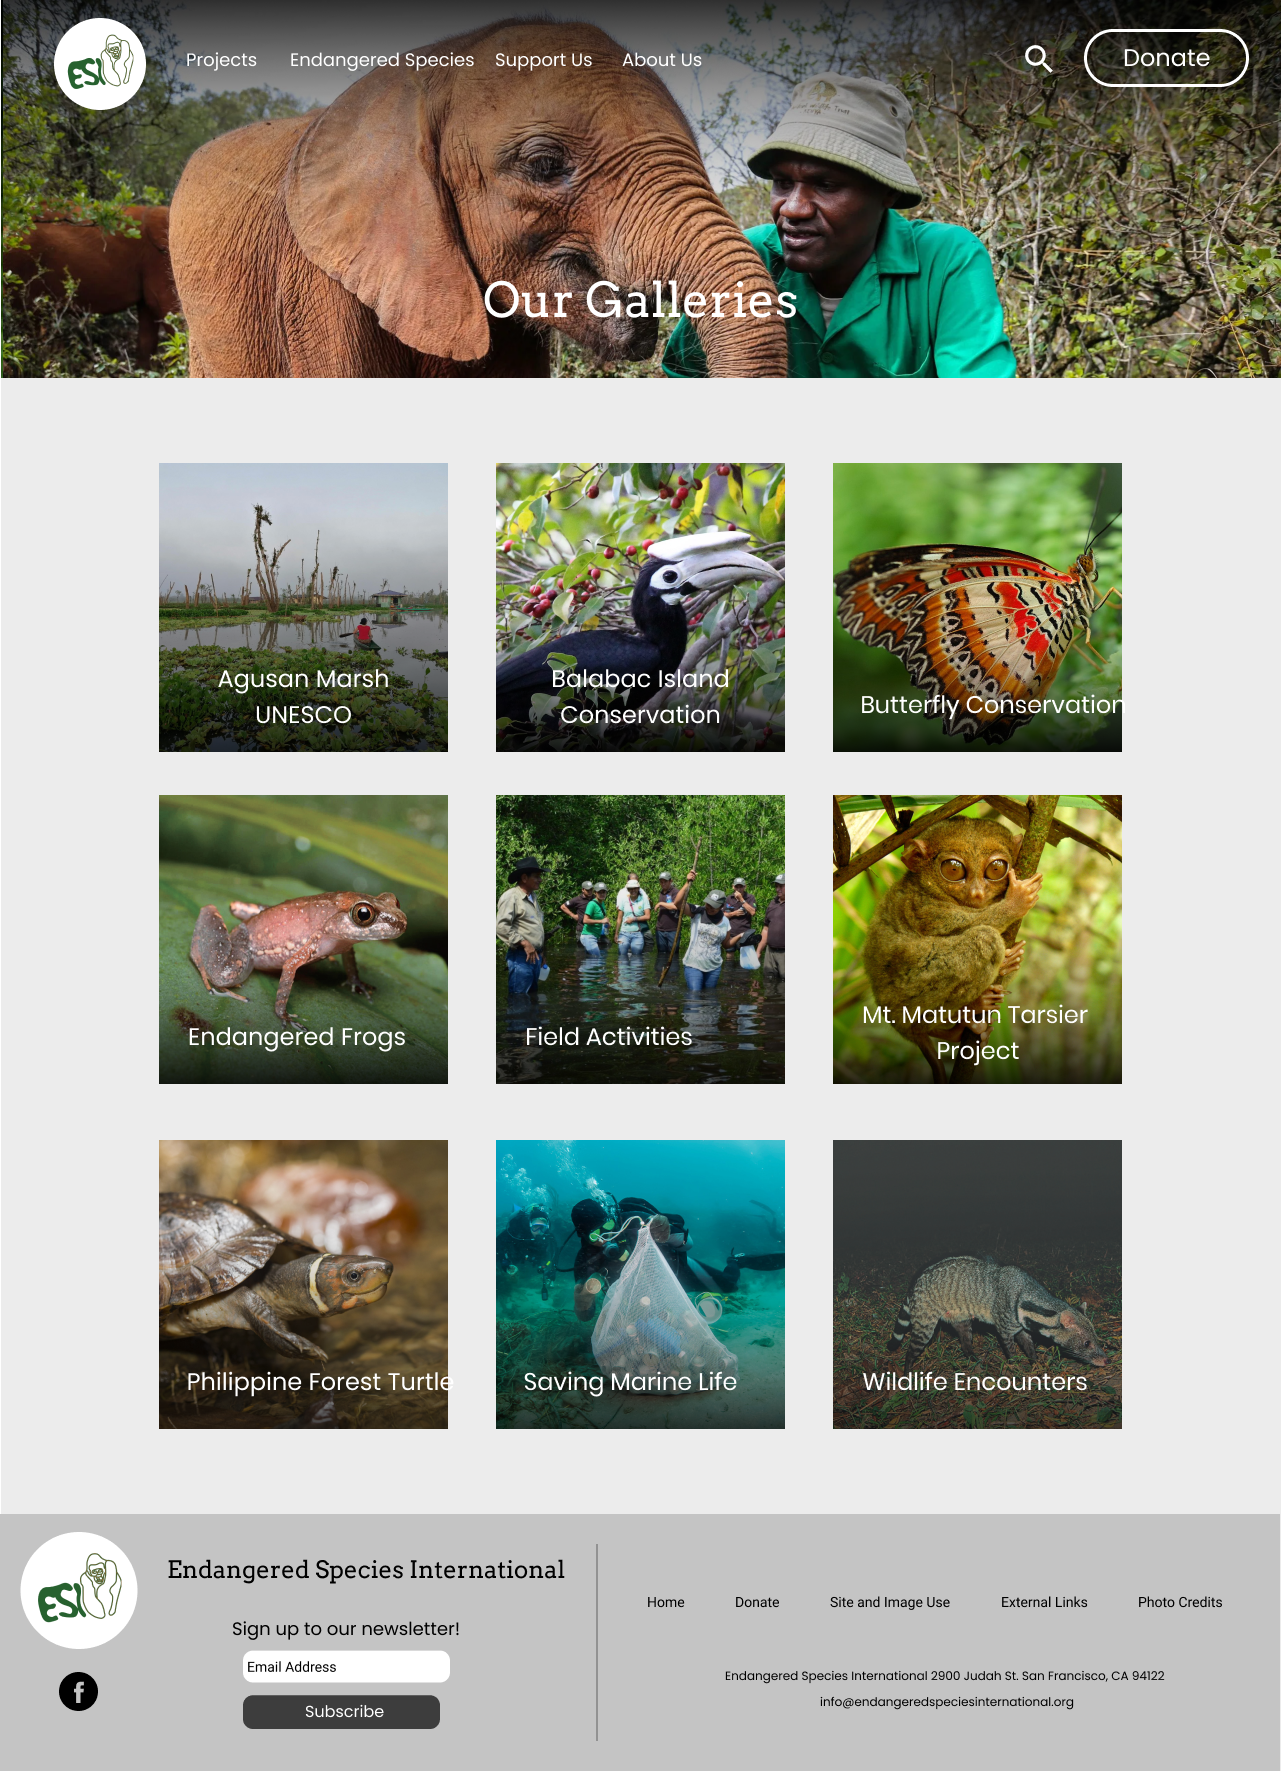 ESI
Projects
Endangered Species
Support Us
About Us
Donate
Our Galleries
Agusan Marsh
UNESCO
Balabac Island
Conservation
Butterfly Conservation
Endangered Frogs
Field Activities
Mt. Matutun Tarsier
Project
Philippine Forest Turtle
Saving Marine Life
Wildlife Encounters
ESI
Endangered Species International
Sign up to our newsletter!
Email Address
Subscribe
Home
Donate
Site and Image Use
External Links
Photo Credits
Endangered Species International 2900 Judah St. San Francisco, CA 94122
info@endangeredspeciesinternational.org